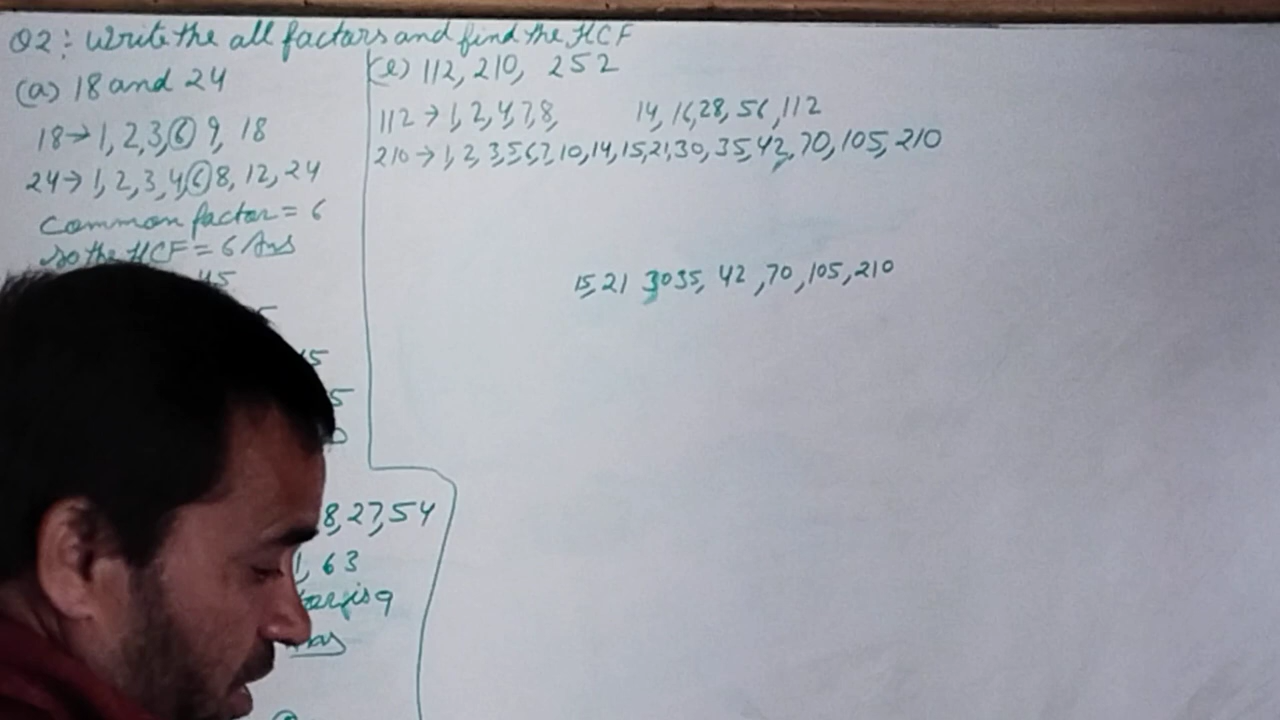 Q2: Write the all factors and find the HCF
(a) 18 and 24
18→ 1, 2, 3, 6, 9, 18
24→ 1, 2, 3, 4, 6, 8, 12, 24
Common factor = 6
so the HCF = 6 Ans
45
5
8, 27, 54
1, 63
is 9
(e) 112, 210, 252
112 → 1, 2, 4, 7, 8, 14, 16, 28, 56, 112
210 → 1, 2, 3, 5, 6, 7, 10, 14, 15, 21, 30, 35, 42, 70, 105, 210
15, 21 30 35, 42, 70, 105, 210